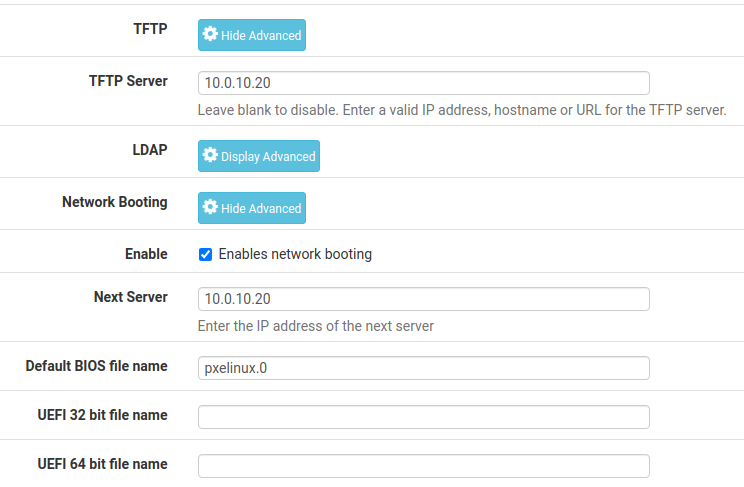 TFTP Hide Advanced
TFTP Server 10.0.10.20
Leave blank to disable. Enter a valid IP address, hostname or URL for the TFTP server.
LDAP Display Advanced
Network Booting Hide Advanced
Enable Enables network booting
Next Server 10.0.10.20
Enter the IP address of the next server
Default BIOS file name pxelinux.0
UEFI 32 bit file name
UEFI 64 bit file name